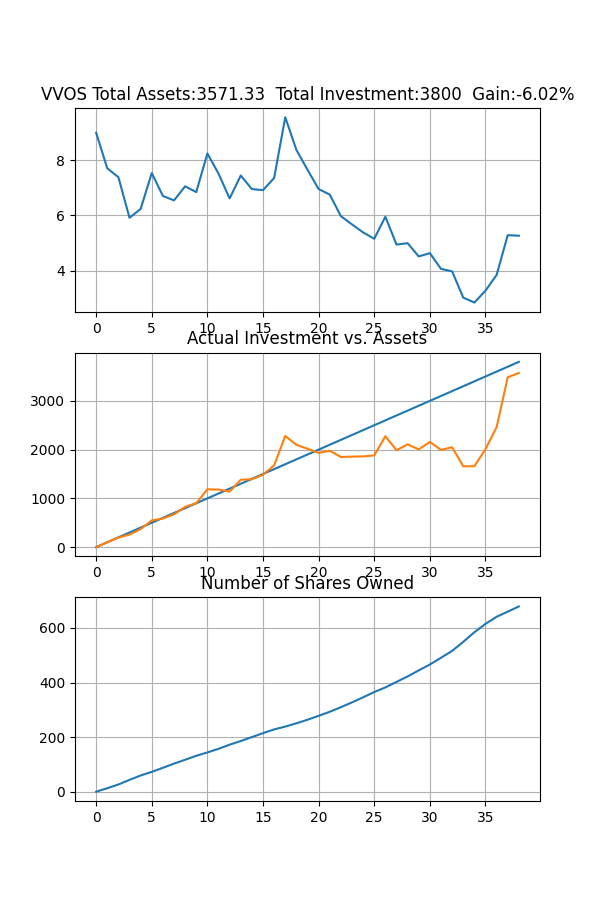 VVOS Total Assets:3571.33  Total Investment:3800  Gain:-6.02%
8
6
4
0 5 10 15 20 25 30 35
Actual Investment vs. Assets
3000
2000
1000
0
0 5 10 15 20 25 30 35
Number of Shares Owned
600
400
200
0
0 5 10 15 20 25 30 35